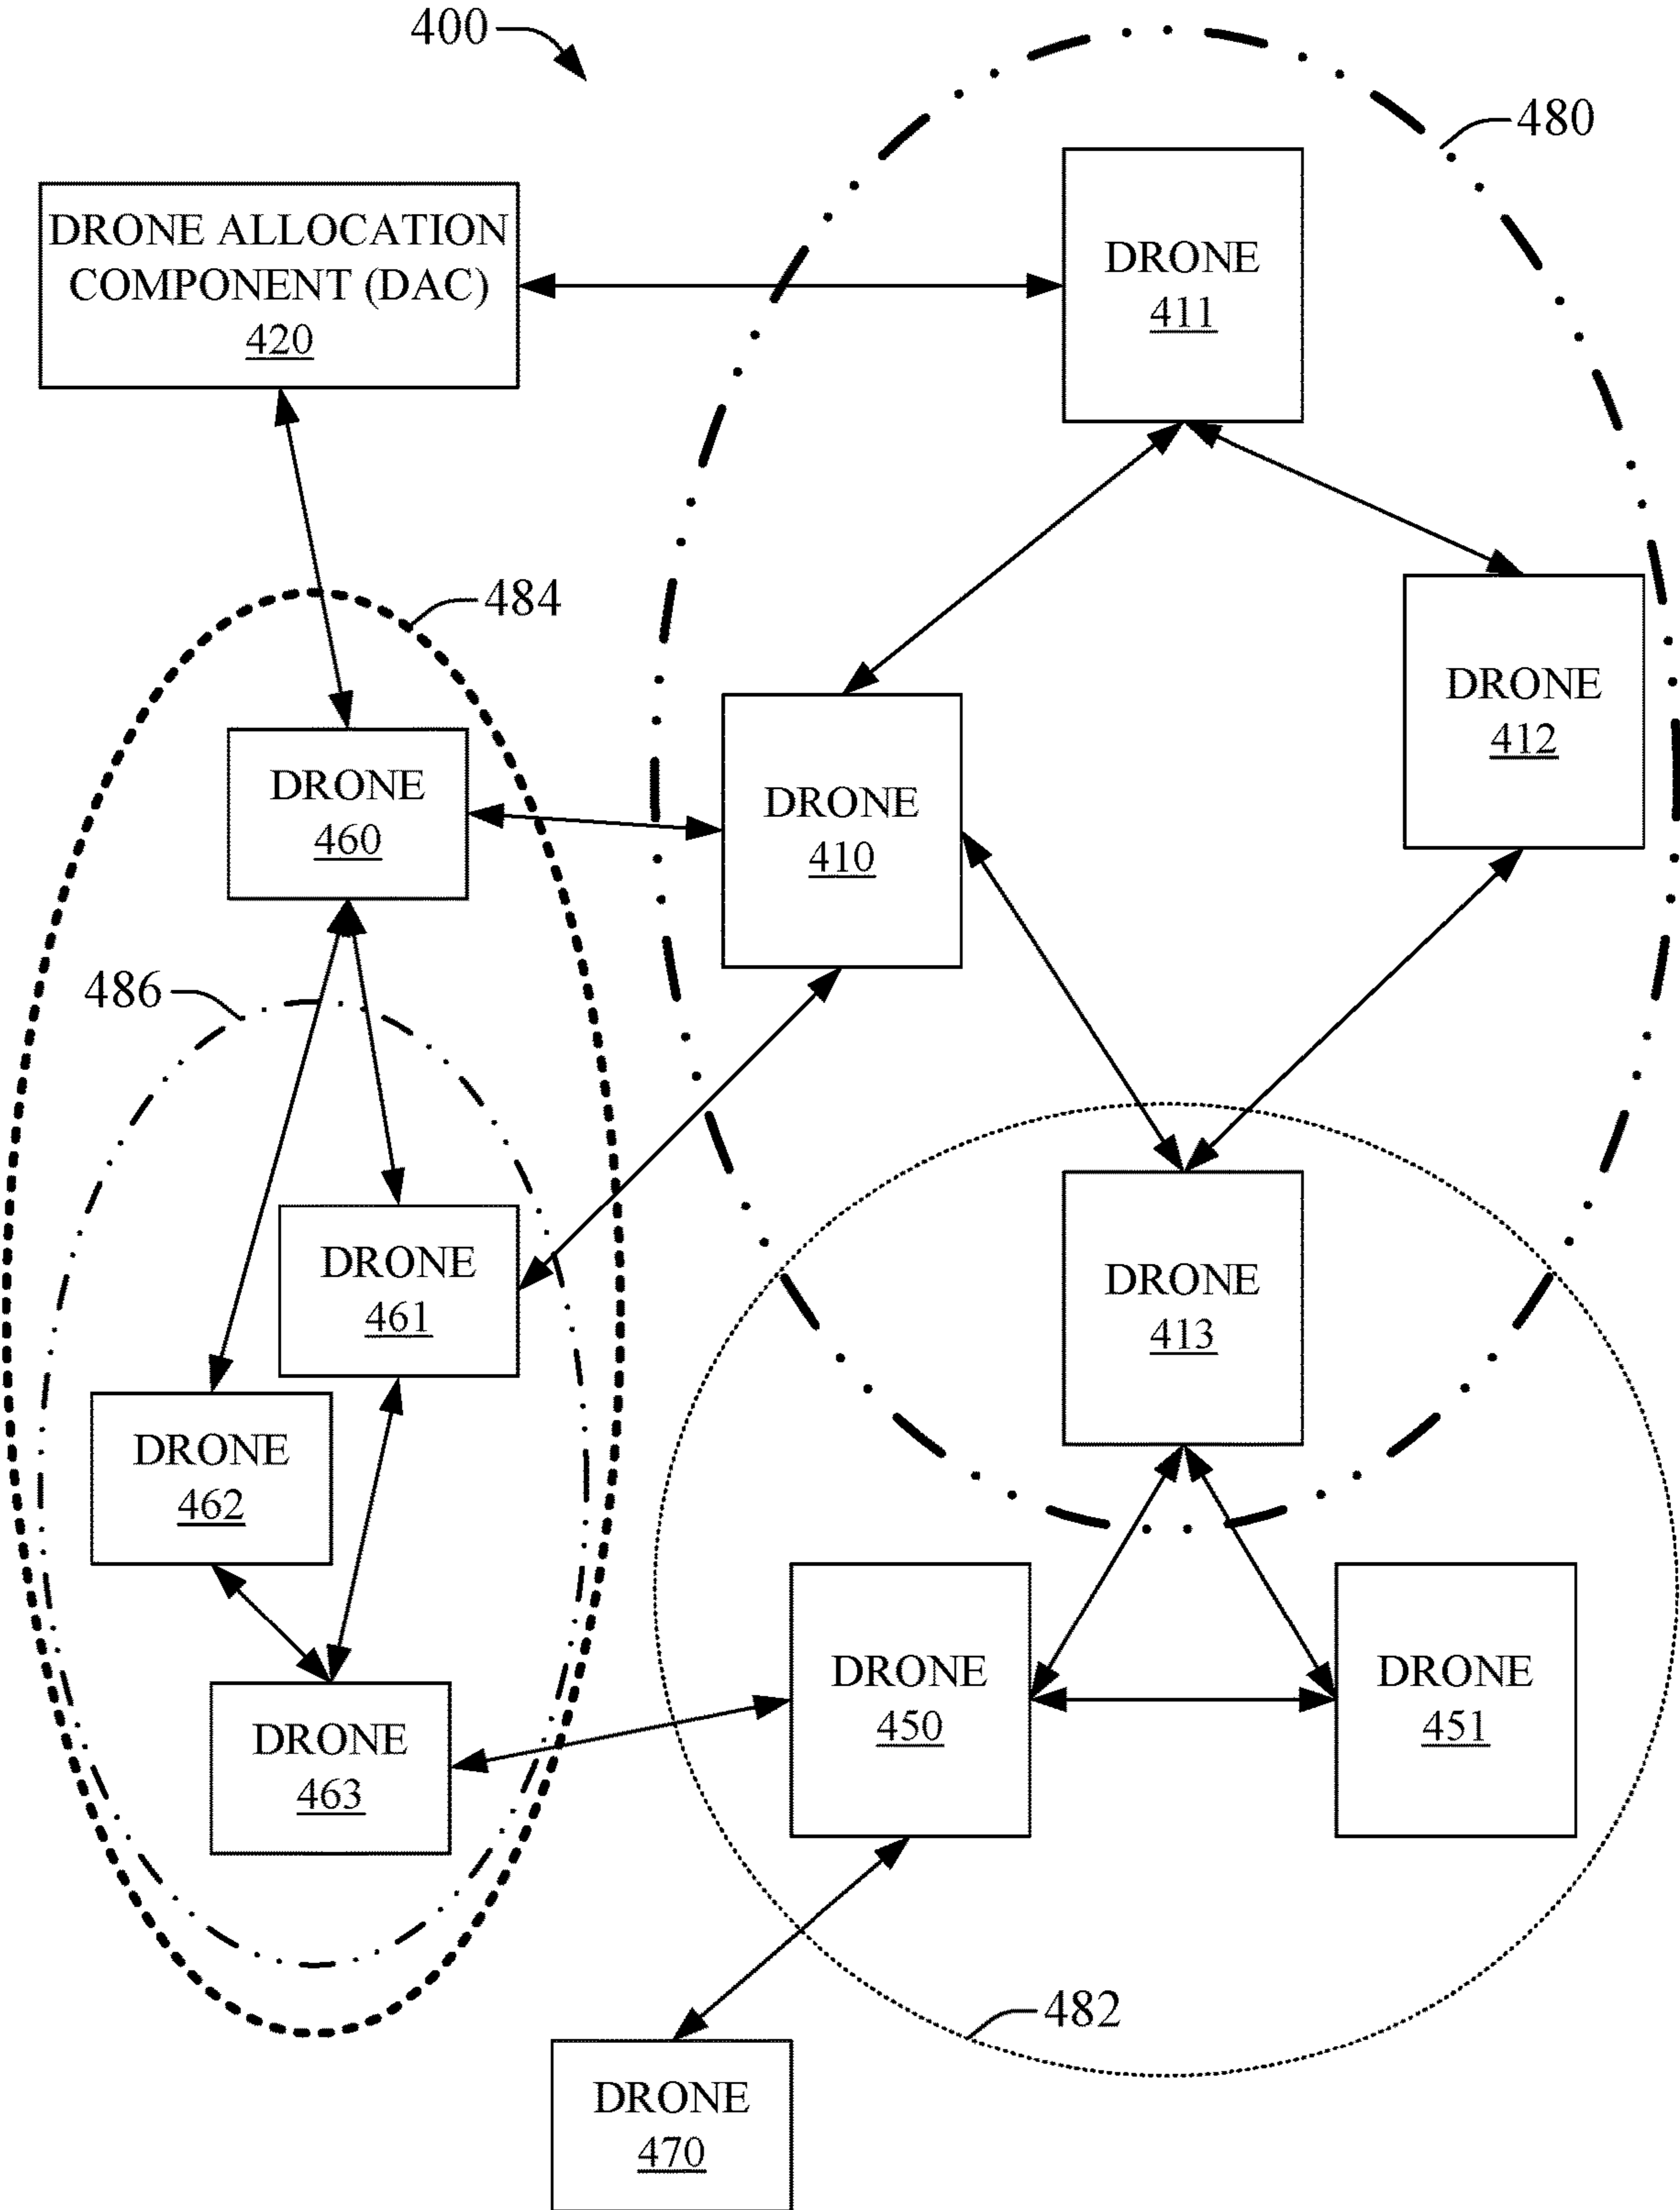 400
480
DRONE ALLOCATION
COMPONENT (DAC)
420
DRONE
411
484
DRONE
412
DRONE
460
DRONE
410
486
DRONE
461
DRONE
413
DRONE
462
DRONE
463
DRONE
450
DRONE
451
482
DRONE
470